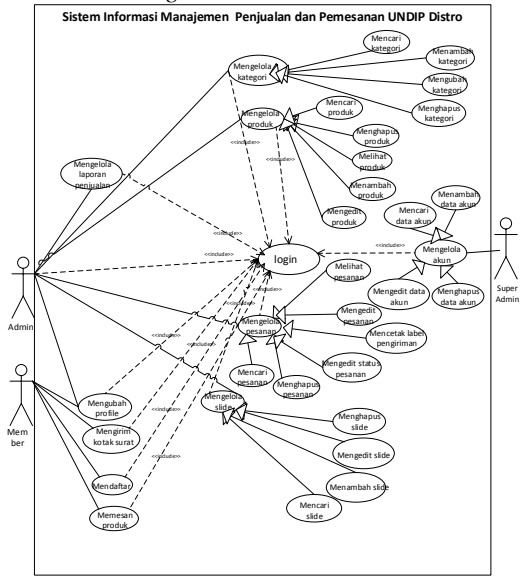 Sistem Informasi Manajemen Penjualan dan Pemesanan UNDIP Distro
Mencari
kategori
Menambah
kategori
Mengelola
kategori
Mengubah
kategori
Menghapus
kategori
Mencari
produk
Mengelola
produk
Menghapus
produk
<<include>>
Melihat
produk
<<include>>
Mengelola
laporan
penjualan
Menambah
produk
Mengedit
produk
Menambah
data akun
Mencari
data akun
<<include>>
<<include>>
<<include>>
login
Mengelola
akun
Super
Admin
Admin
Melihat
pesanan
Mengedit data
akun
Menghapus
data akun
<<include>>
<<include>>
Mengedit
pesanan
Mengelola
pesanan
Mencetak label
pengiriman
<<include>>
Mengedit status
pesanan
Mencari
pesanan
Menghapus
pesanan
Mem
ber
Mengubah
profile
<<include>>
Mengelola
slide
Menghapus
slide
Mengirim
kotak surat
<<include>>
Mengedit slide
Mendaftar
Menambah slide
Memesan
produk
Mencari
slide